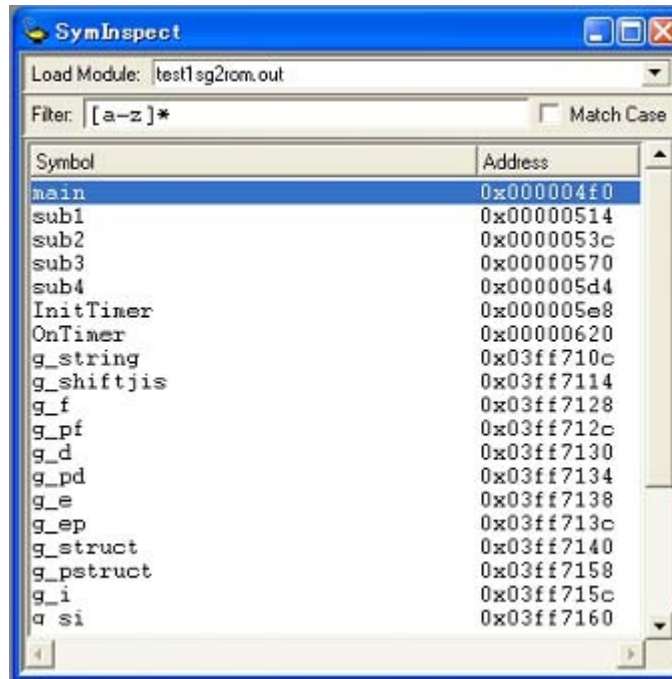 SymInspect
Load Module: test1sg2rom.out
Filter: [a-z]* Match Case
Symbol Address
main 0x000004f0
sub1 0x00000514
sub2 0x0000053c
sub3 0x00000570
sub4 0x000005d4
InitTimer 0x000005e8
OnTimer 0x00000620
g_string 0x03ff710c
g_shiftjis 0x03ff7114
g_f 0x03ff7128
g_pf 0x03ff712c
g_d 0x03ff7130
g_pd 0x03ff7134
g_e 0x03ff7138
g_ep 0x03ff713c
g_struct 0x03ff7140
g_pstruct 0x03ff7158
g_i 0x03ff715c
g_si 0x03ff7160